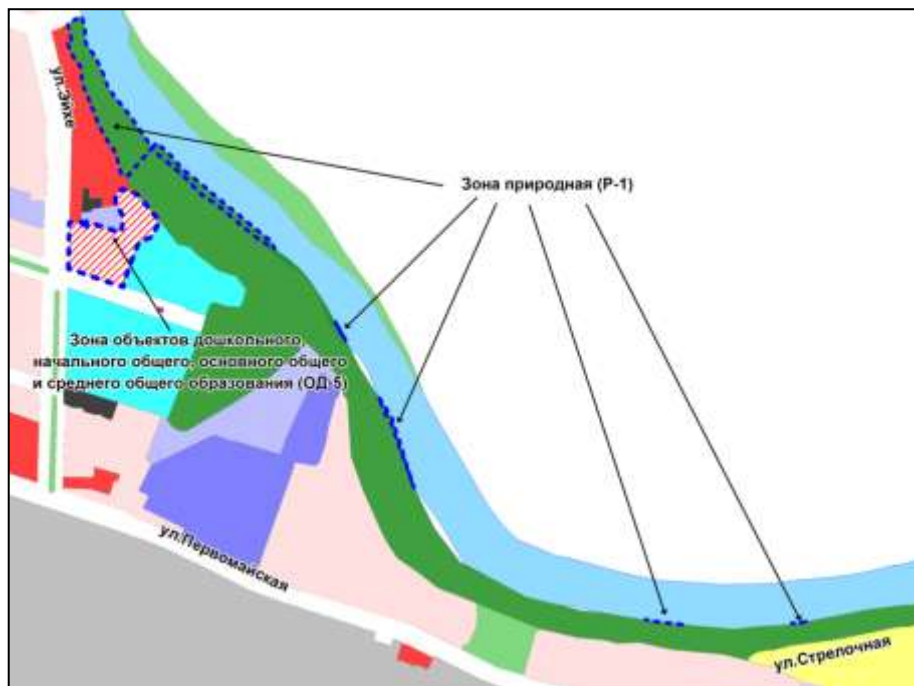 ул.Эйхе
Зона природная (Р-1)
Зона объектов дошкольного,
начального общего, основного общего
и среднего общего образования (ОД-5)
ул.Первомайская
ул.Стрелочная